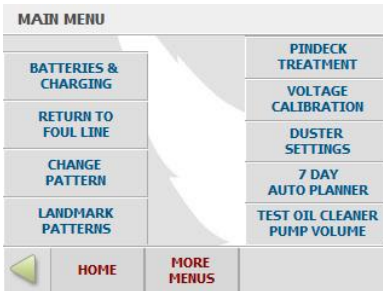 MAIN MENU
BATTERIES &
CHARGING
RETURN TO
FOUL LINE
CHANGE
PATTERN
LANDMARK
PATTERNS
PINDECK
TREATMENT
VOLTAGE
CALIBRATION
DUSTER
SETTINGS
7 DAY
AUTO PLANNER
TEST OIL CLEANER
PUMP VOLUME
HOME
MORE
MENUS